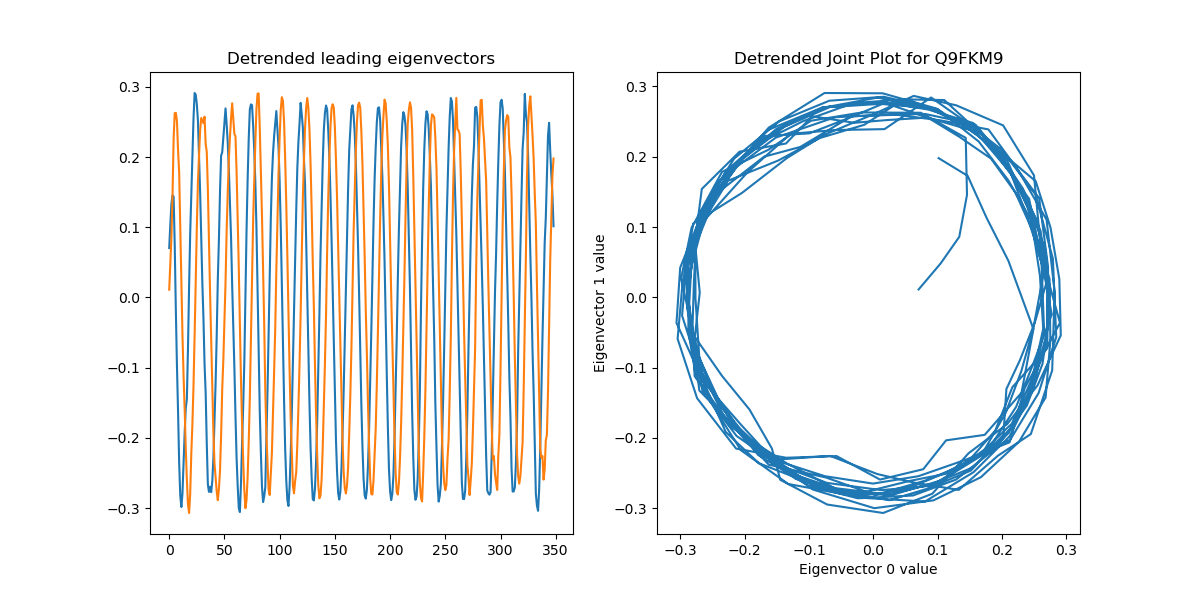 Detrended leading eigenvectors
0.3
0.2
0.1
0.0
−0.1
−0.2
−0.3
0 50 100 150 200 250 300 350
Detrended Joint Plot for Q9FKM9
Eigenvector 1 value
0.3
0.2
0.1
0.0
−0.1
−0.2
−0.3
−0.3 −0.2 −0.1 0.0 0.1 0.2 0.3
Eigenvector 0 value